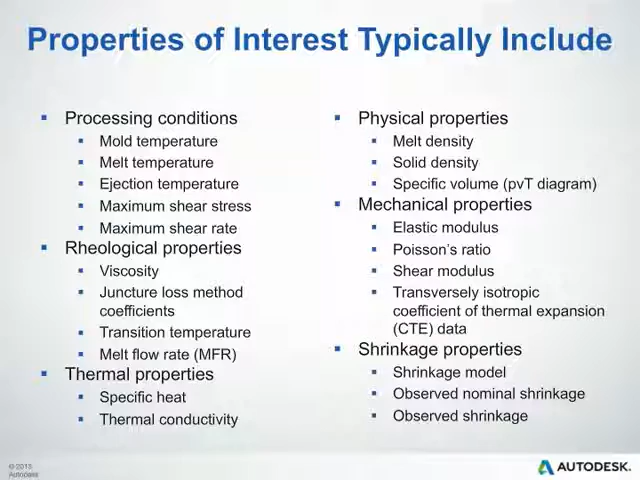 Properties of Interest Typically Include
Processing conditions
Mold temperature
Melt temperature
Ejection temperature
Maximum shear stress
Maximum shear rate
Rheological properties
Viscosity
Juncture loss method
coefficients
Transition temperature
Melt flow rate (MFR)
Thermal properties
Specific heat
Thermal conductivity
Physical properties
Melt density
Solid density
Specific volume (pvT diagram)
Mechanical properties
Elastic modulus
Poisson's ratio
Shear modulus
Transversely isotropic
coefficient of thermal expansion
(CTE) data
Shrinkage properties
Shrinkage model
Observed nominal shrinkage
Observed shrinkage
© 2013
Autodesk
AUTODESK.